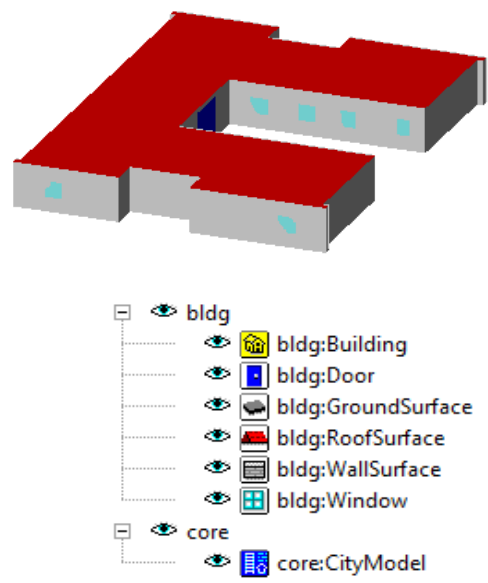 bldg
bldg:Building
bldg:Door
bldg:GroundSurface
bldg:RoofSurface
bldg:WallSurface
bldg:Window
core
core:CityModel